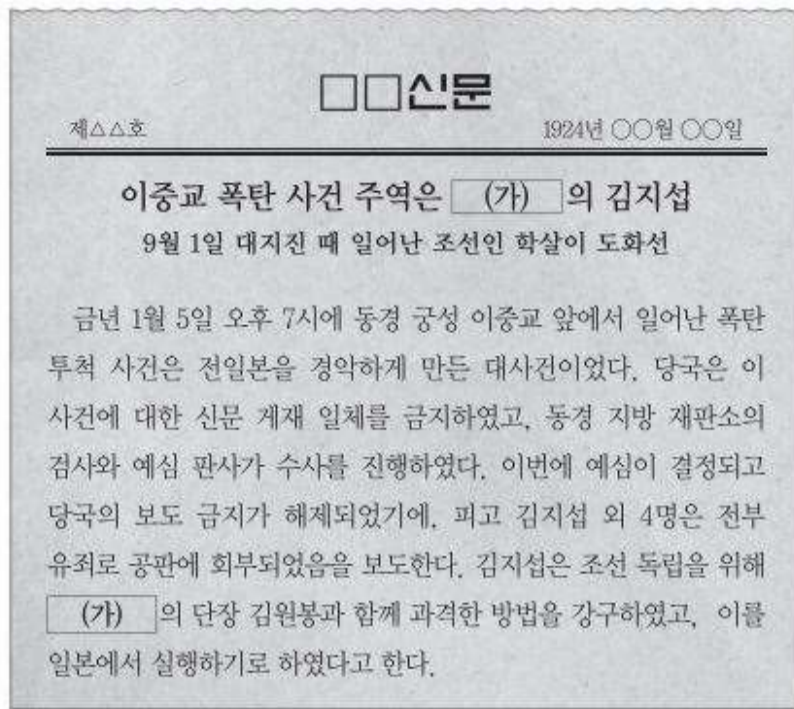 □□신문
제△△호 1924년 ○○월 ○○일
이중교 폭탄 사건 주역은 (가) 의 김지섭
9월 1일 대지진 때 일어난 조선인 학살이 도화선
금년 1월 5일 오후 7시에 동경 궁성 이중교 앞에서 일어난 폭탄
투척 사건은 전일본을 경악하게 만든 대사건이었다. 당국은 이
사건에 대한 신문 게재 일체를 금지하였고, 동경 지방 재판소의
검사와 예심 판사가 수사를 진행하였다. 이번에 예심이 결정되고
당국의 보도 금지가 해제되었기에, 피고 김지섭 외 4명은 전부
유죄로 공판에 회부되었음을 보도한다. 김지섭은 조선 독립을 위해
(가) 의 단장 김원봉과 함께 과격한 방법을 강구하였고, 이를
일본에서 실행하기로 하였다고 한다.